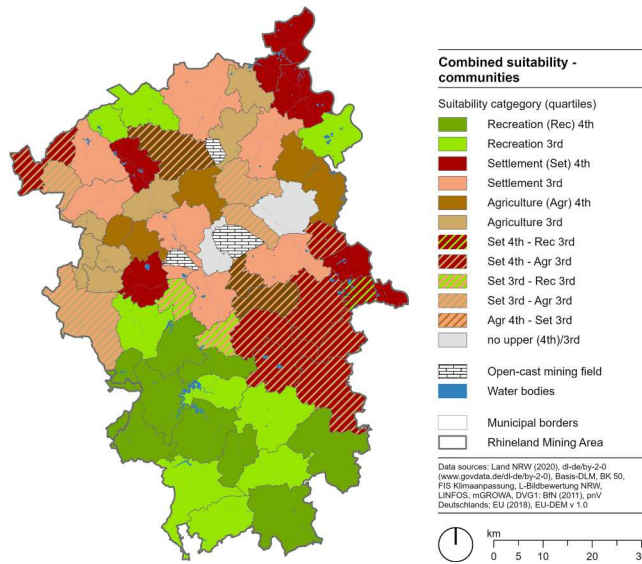 Combined suitability -
communities
Suitability catgegory (quartiles)
Recreation (Rec) 4th
Recreation 3rd
Settlement (Set) 4th
Settlement 3rd
Agriculture (Agr) 4th
Agriculture 3rd
Set 4th - Rec 3rd
Set 4th - Agr 3rd
Set 3rd - Rec 3rd
Set 3rd - Agr 3rd
Agr 4th - Set 3rd
no upper (4th)/3rd
Open-cast mining field
Water bodies
Municipal borders
Rhineland Mining Area
Data sources: Land NRW (2020), dl-de/by-2-0
(www.govdata.de/dl-de/by-2-0), Basis-DLM, BK 50,
FIS Klimaanpassung, L-Bildbewertung NRW,
LINFOS, mGROWA, DVG1: BfN (2011), pnV
Deutschlands; EU (2018), EU-DEM v 1.0
km
0 5 10 20 30